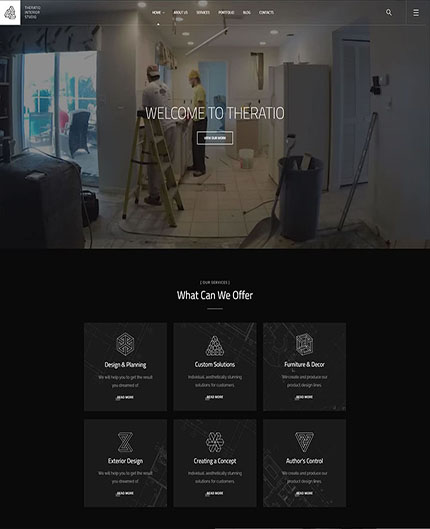 THERATIO
INTERIOR
STUDIO
HOME ABOUT US SERVICES PORTFOLIO BLOG CONTACTS
WELCOME TO THERATIO
VIEW OUR WORK
[ OUR SERVICES ]
What Can We Offer
Design & Planning
We will help you to get the result
you dreamed of
READ MORE
Custom Solutions
Individual, aesthetically stunning
solutions for customers
READ MORE
Furniture & Decor
We create and produce our
product design lines
READ MORE
Exterior Design
We will help you to get the result
you dreamed of
READ MORE
Creating a Concept
Individual, aesthetically stunning
solutions for customers
READ MORE
Author's Control
We create and produce our
product design lines
READ MORE